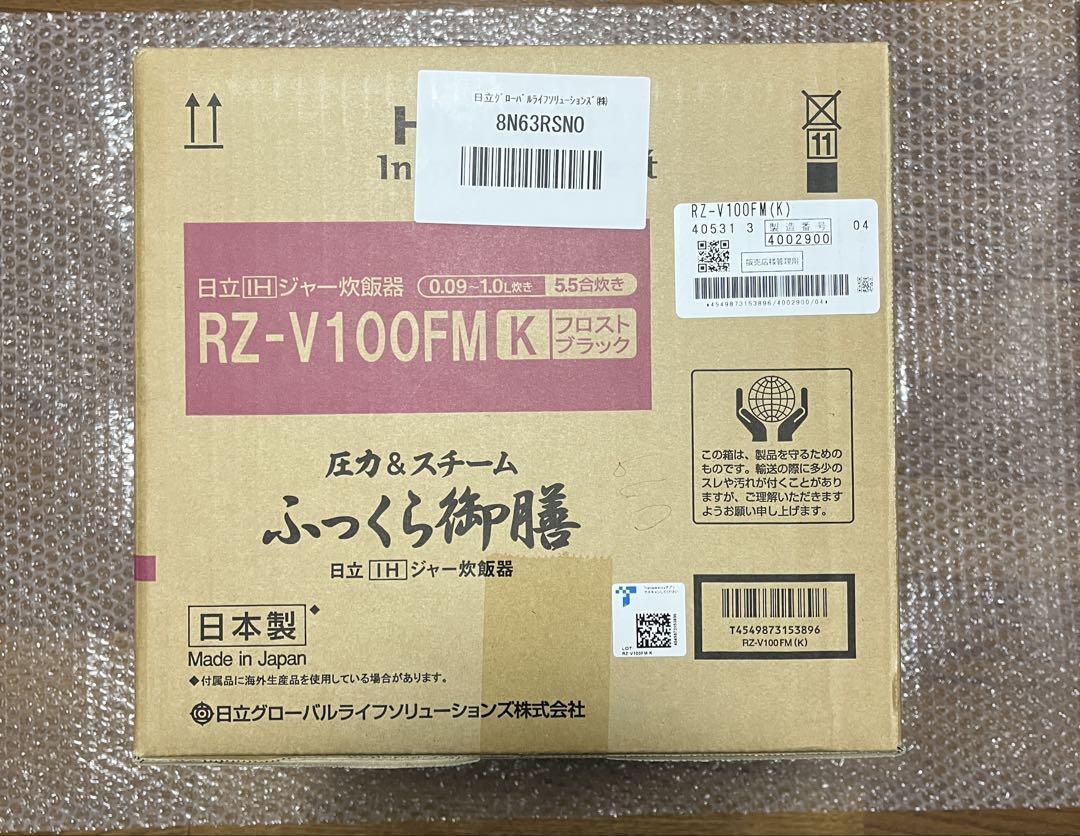 日立ｸﾞﾛｰﾊﾞﾙﾗｲﾌｿﾘｭｰｼｮﾝｽﾞ㈱
8N63RSNO
11
RZ-V100FM(K)
40531 3 製造番号 04
4002900
販売店様管理用
*4549873153896/4002900/04*
日立IHジャー炊飯器 0.09~1.0L炊き 5.5合炊き
RZ-V100FM K フロスト
ブラック
この箱は、製品を守るための
ものです。輸送の際に多少の
スレや汚れが付くことがあり
ますが、ご理解いただきます
ようお願い申し上げます。
圧力&スチーム
ふっくら御膳
日立IHジャー炊飯器
日本製◆
Made in Japan
◆付属品に海外生産品を使用している場合があります。
日立グローバルライフソリューションズ株式会社
LOT
RZ-V100FM K
4549873153896
T4549873153896
RZ-V100FM(K)